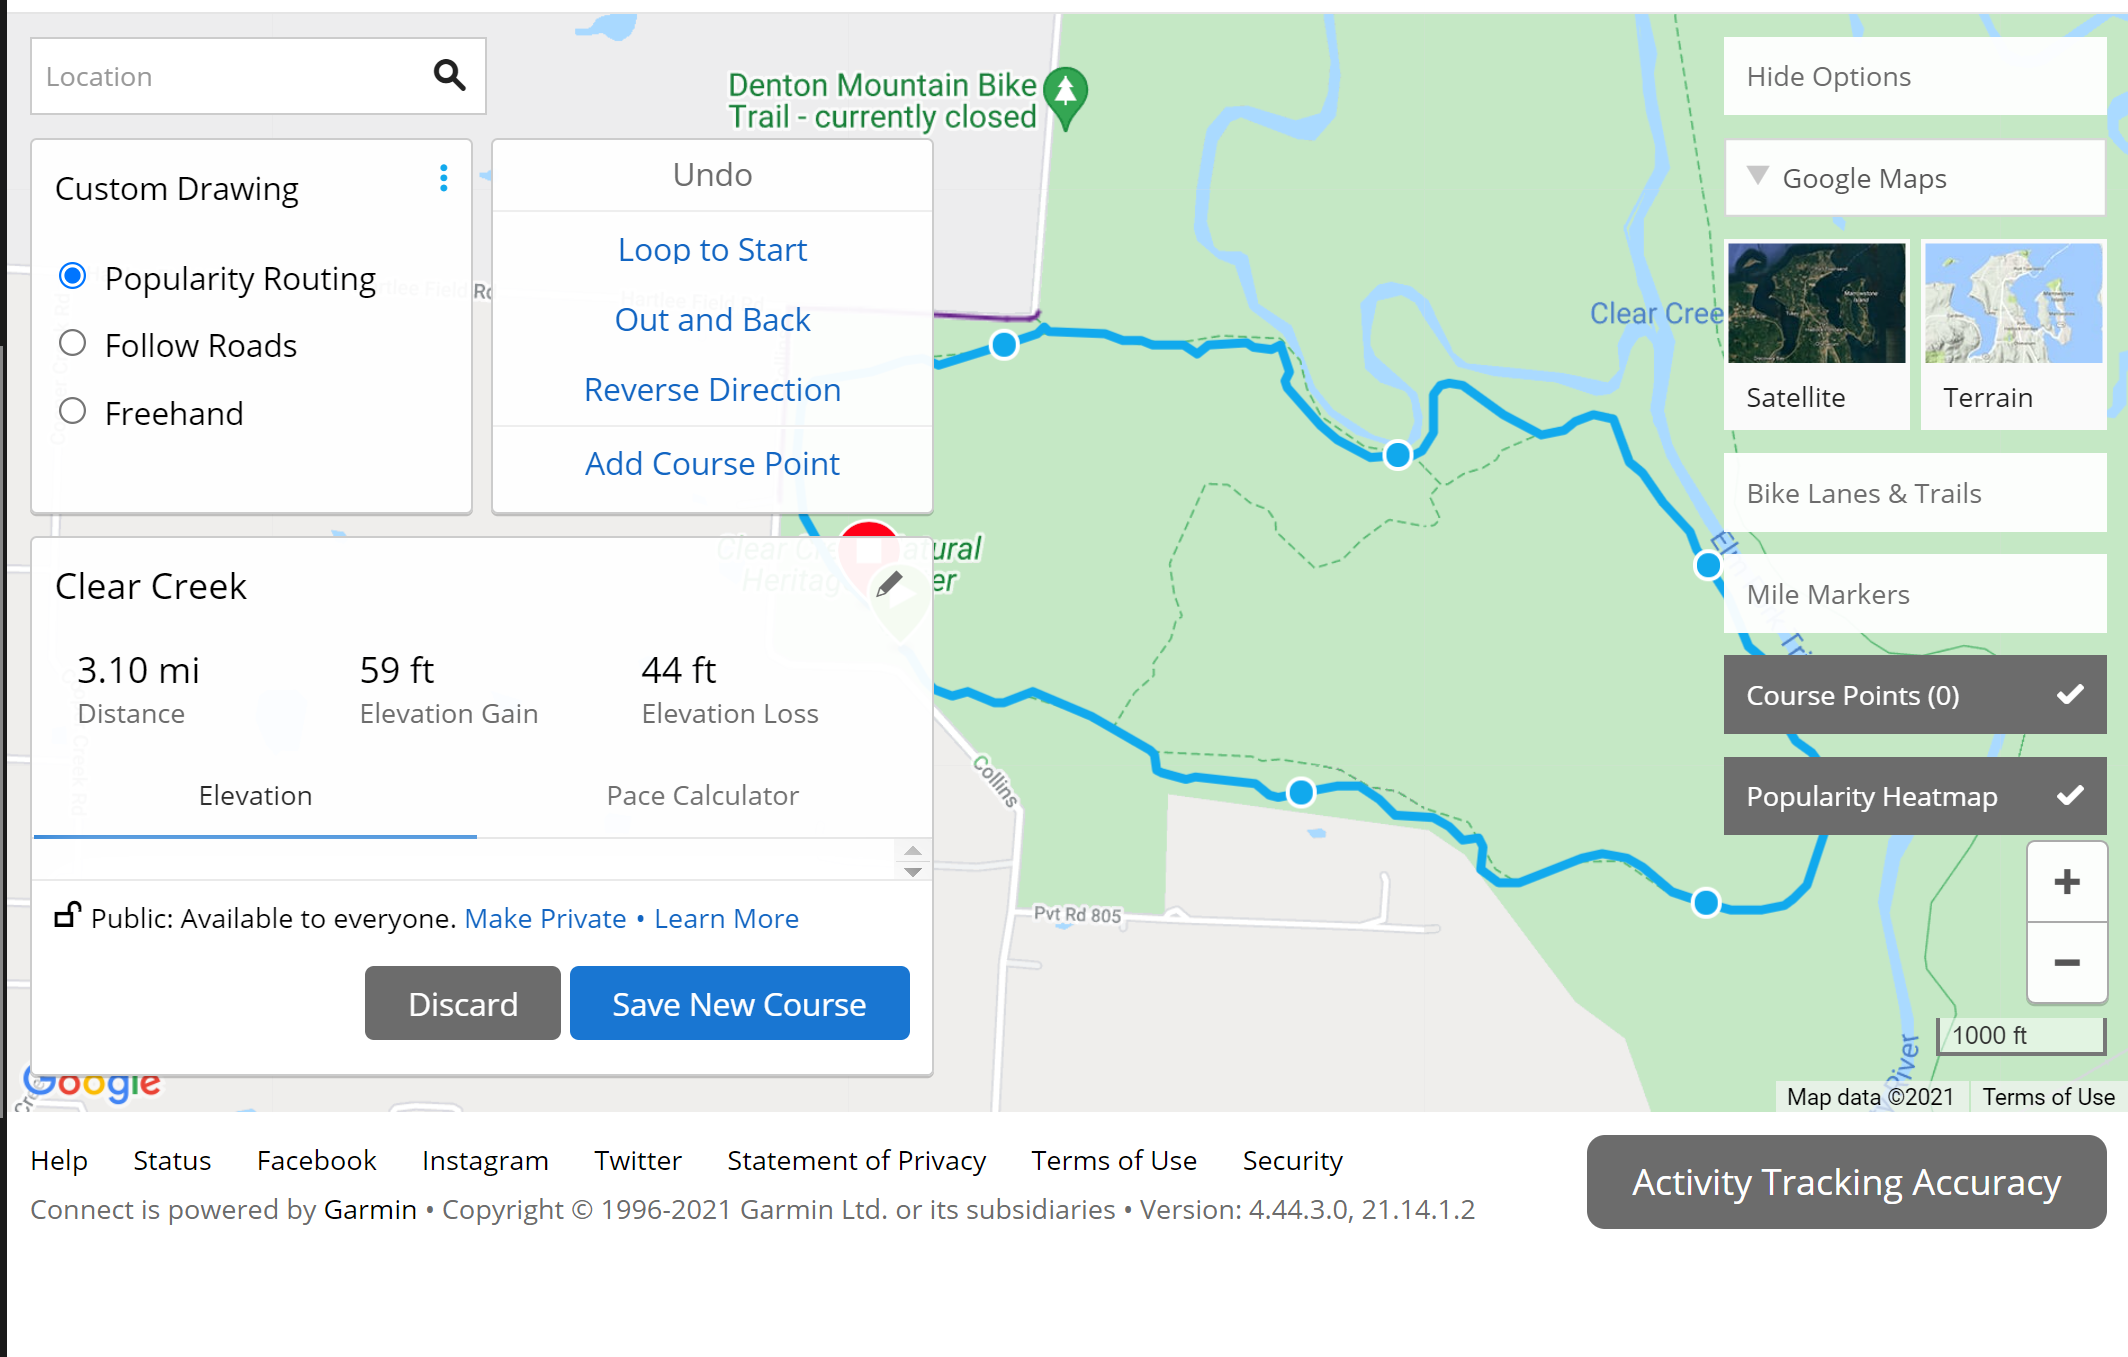 Location
Denton Mountain Bike
Trail - currently closed
Hide Options
Google Maps
Custom Drawing
Undo
Popularity Routing
Follow Roads
Freehand
Loop to Start
Out and Back
Reverse Direction
Add Course Point
Hartlee Field Rd
Clear Cree
Satellite
Terrain
Bike Lanes & Trails
Mile Markers
Course Points (0)
Popularity Heatmap
Clear Creek
3.10 mi
59 ft
44 ft
Distance
Elevation Gain
Elevation Loss
Elevation
Pace Calculator
Collins
Pvt Rd 805
Public: Available to everyone. Make Private • Learn More
Discard
Save New Course
+
−
1000 ft
River
Google
Map data ©2021
Terms of Use
Help
Status
Facebook
Instagram
Twitter
Statement of Privacy
Terms of Use
Security
Connect is powered by Garmin • Copyright © 1996-2021 Garmin Ltd. or its subsidiaries • Version: 4.44.3.0, 21.14.1.2
Activity Tracking Accuracy